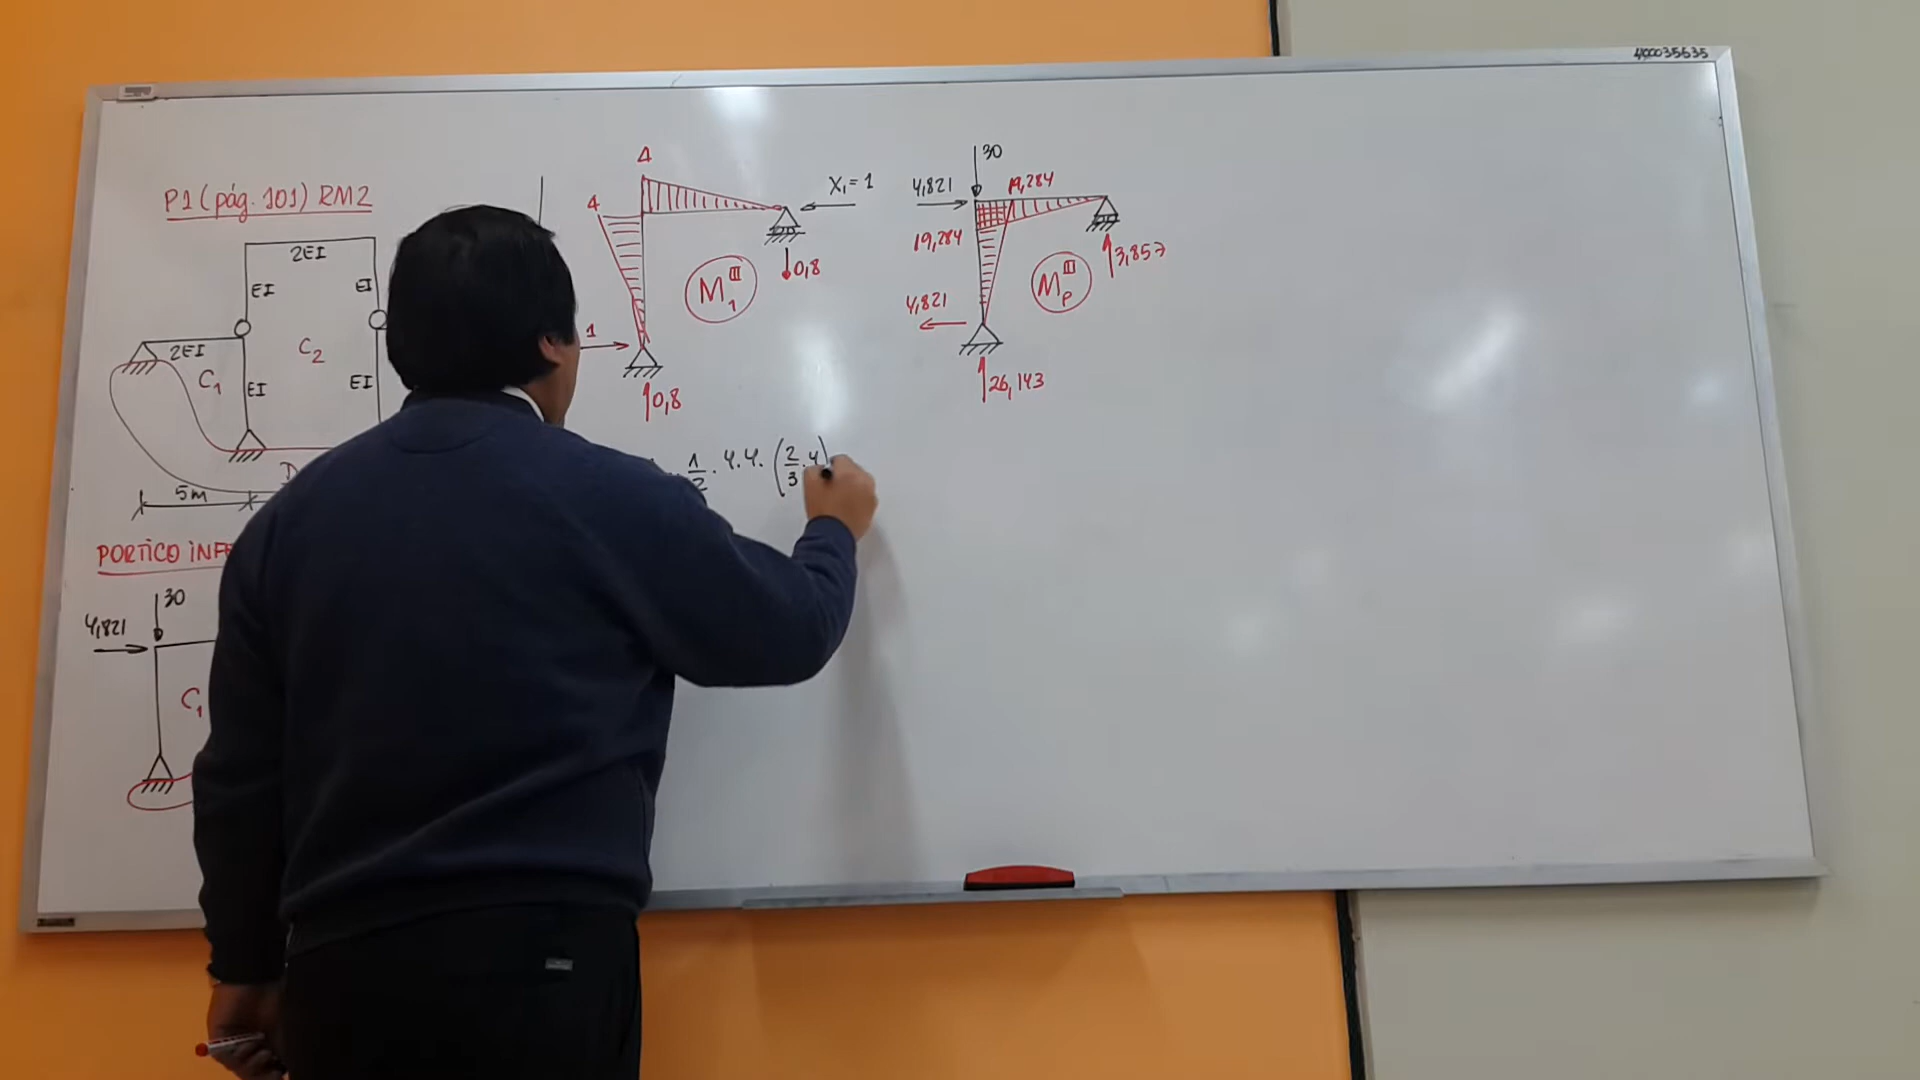 400035635
P1 (pág. 101) RM2
2EI
EI
EI
2EI
C1
C2
EI
EI
5m
PORTICO INF
30
4,821
C1
4
4
X1 = 1
0,8
M1 III
1
0,8
30
4,821
19,284
19,284
3,857
MP III
4,821
26,143
1/2 . 4.4. (2/3 . 4)